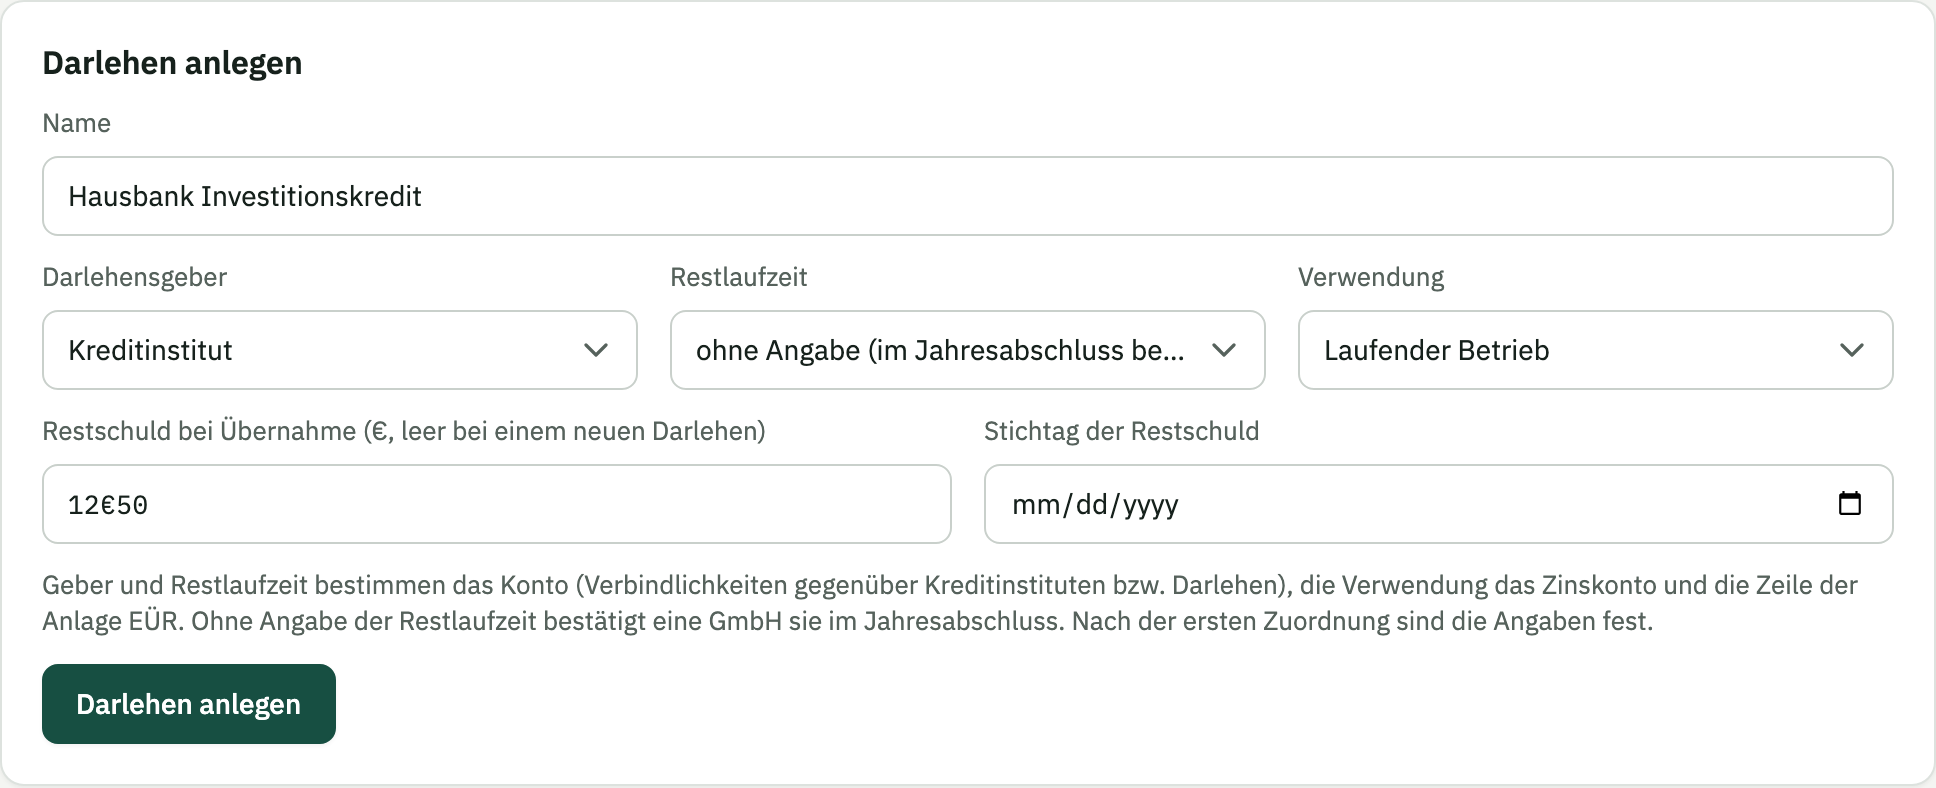 Darlehen anlegen
Name
Hausbank Investitionskredit
Darlehensgeber
Restlaufzeit
Verwendung
Kreditinstitut
ohne Angabe (im Jahresabschluss be...
Laufender Betrieb
Restschuld bei Übernahme (€, leer bei einem neuen Darlehen)
Stichtag der Restschuld
12€50
mm/dd/yyyy
Geber und Restlaufzeit bestimmen das Konto (Verbindlichkeiten gegenüber Kreditinstituten bzw. Darlehen), die Verwendung das Zinskonto und die Zeile der
Anlage EÜR. Ohne Angabe der Restlaufzeit bestätigt eine GmbH sie im Jahresabschluss. Nach der ersten Zuordnung sind die Angaben fest.
Darlehen anlegen